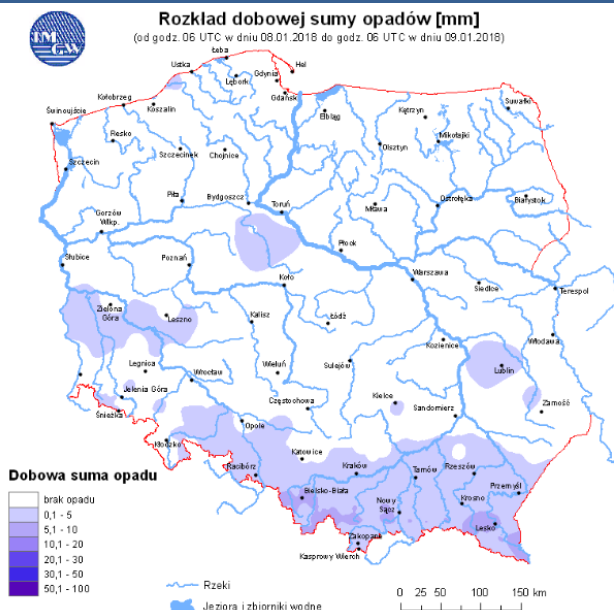 IM
GW
Rozkład dobowej sumy opadów [mm]
(od godz. 06 UTC w dniu 08.01.2018 do godz. 06 UTC w dniu 09.01.2018)
Łeba
Ustka
Hel
Gdynia
Lębork
Gdańsk
Kołobrzeg
Koszalin
Świnoujście
Elbląg
Kętrzyn
Suwałki
Resko
Mikołajki
Szczecinek
Chojnice
Olsztyn
Szczecin
Piła
Bydgoszcz
Toruń
Mława
Ostrołęka
Białystok
Gorzów
Wlkp.
Płock
Słubice
Poznań
Warszawa
Koło
Siedlce
Terespol
Zielona
Góra
Leszno
Kalisz
Łódź
Włodawa
Kozienice
Legnica
Wrocław
Wieluń
Sulejów
Lublin
Jelenia Góra
Śnieżka
Częstochowa
Kielce
Sandomierz
Zamość
Opole
Kłodzko
Katowice
Racibórz
Kraków
Tarnów
Rzeszów
Przemyśl
Bielsko-Biała
Nowy
Sącz
Krosno
Lesko
Zakopane
Kasprowy Wierch
Dobowa suma opadu
brak opadu
0,1 - 5
5,1 - 10
10,1 - 20
20,1 - 30
30,1 - 50
50,1 - 100
Rzeki
Jeziora i zbiorniki wodne
0 25 50 100 150 km